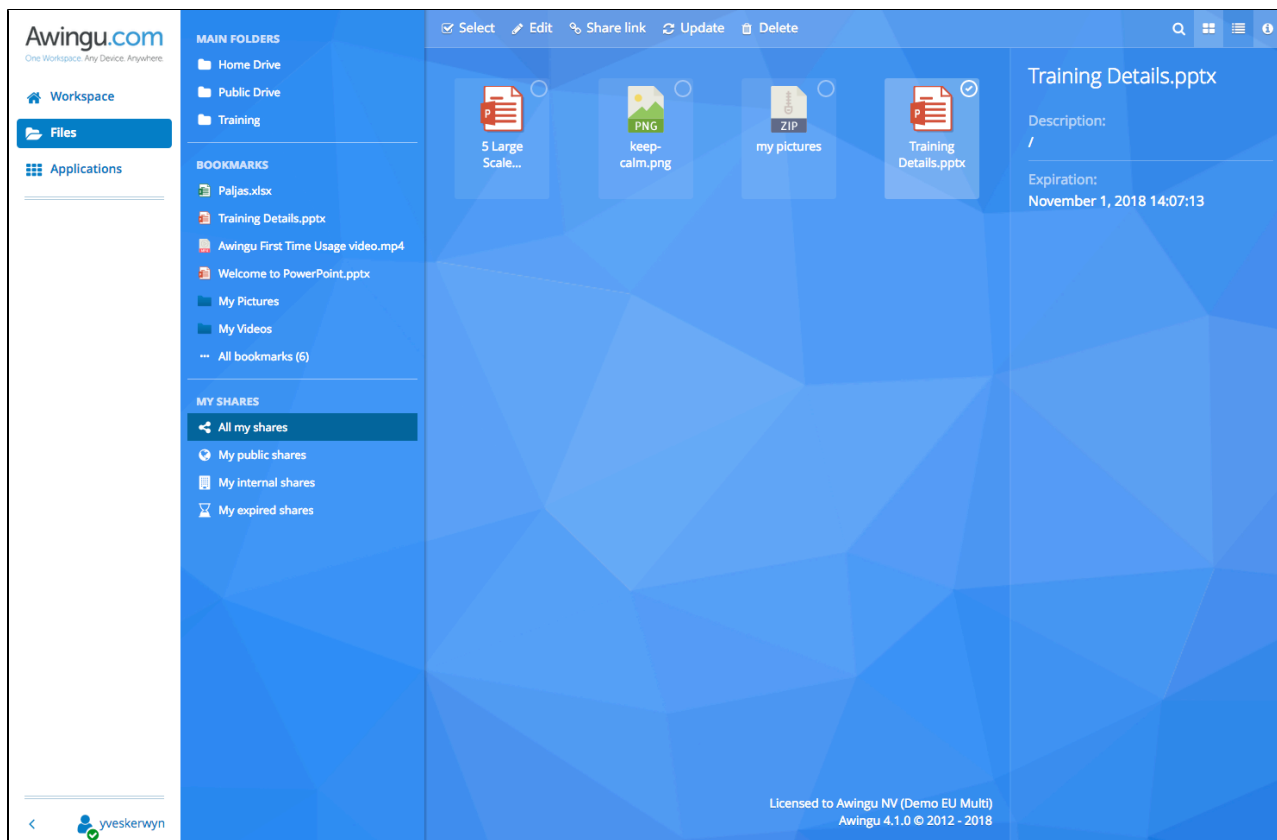 Awingu.com
One Workspace. Any Device. Anywhere.
Workspace
Files
Applications
yveskerwyn
MAIN FOLDERS
Home Drive
Public Drive
Training
BOOKMARKS
Paljas.xlsx
Training Details.pptx
Awingu First Time Usage video.mp4
Welcome to PowerPoint.pptx
My Pictures
My Videos
All bookmarks (6)
MY SHARES
All my shares
My public shares
My internal shares
My expired shares
Select Edit Share link Update Delete
P
5 Large
Scale...
PNG
keep-
calm.png
ZIP
my pictures
P
Training
Details.pptx
Training Details.pptx
Description:
/
Expiration:
November 1, 2018 14:07:13
Licensed to Awingu NV (Demo EU Multi)
Awingu 4.1.0 © 2012 - 2018